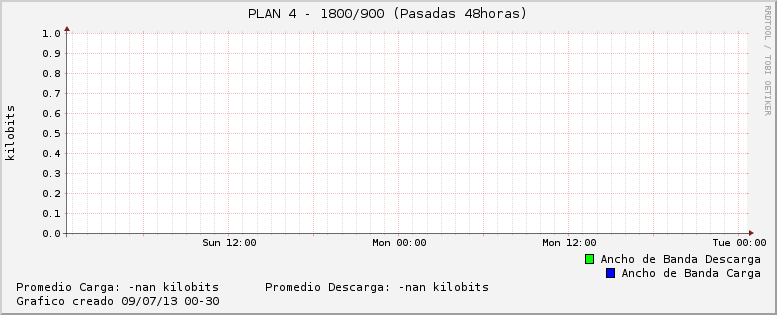 PLAN 4 - 1800/900 (Pasadas 48horas)
RRDTOOL / TOBI OETIKER
kilobits
1.0
0.9
0.8
0.7
0.6
0.5
0.4
0.3
0.2
0.1
0.0
Sun 12:00 Mon 00:00 Mon 12:00 Tue 00:00
Ancho de Banda Descarga
Ancho de Banda Carga
Promedio Carga: -nan kilobits Promedio Descarga: -nan kilobits
Grafico creado 09/07/13 00-30